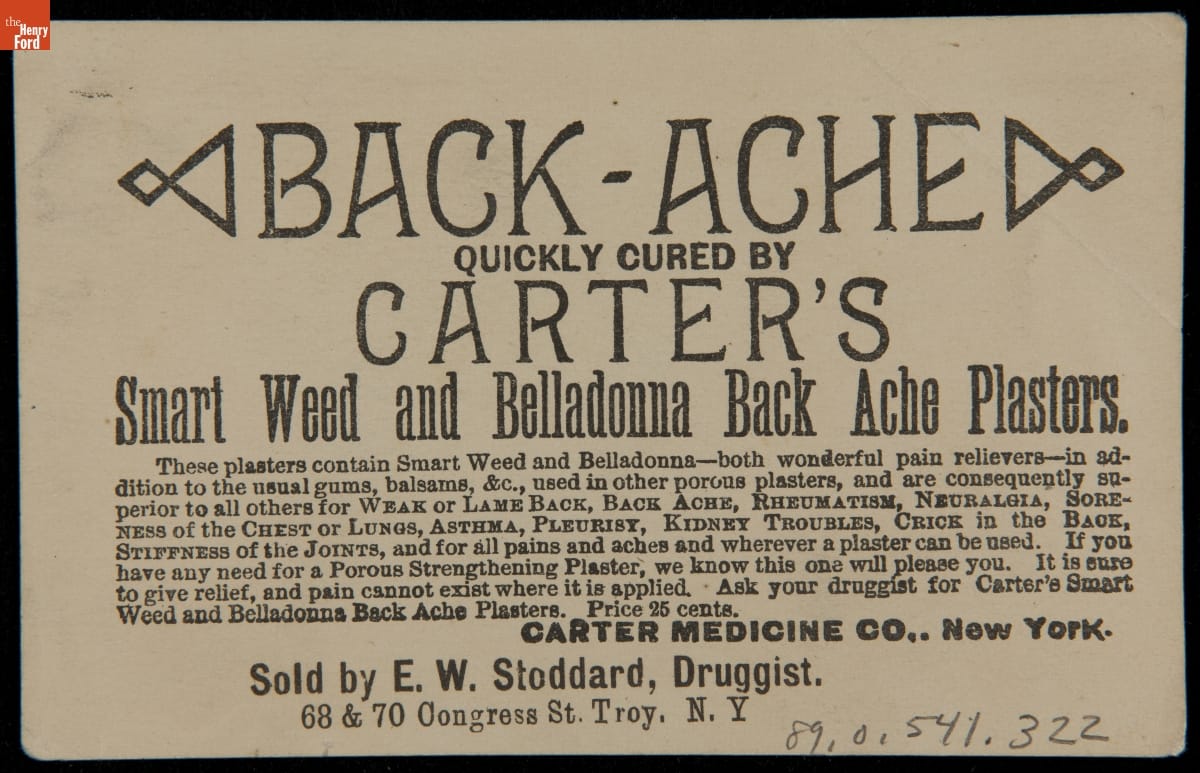 the
Henry
Ford
BACK-ACHE
QUICKLY CURED BY
CARTER'S
Smart Weed and Belladonna Back Ache Plasters.
These plasters contain Smart Weed and Belladonna—both wonderful pain relievers—in ad-
dition to the usual gums, balsams, &c., used in other porous plasters, and are consequently su-
perior to all others for WEAK or LAME BACK, BACK ACHE, RHEUMATISM, NEURALGIA, SORE-
NESS of the CHEST or LUNGS, ASTHMA, PLEURISY, KIDNEY TROUBLES, CRICK in the BACK,
STIFFNESS of the JOINTS, and for all pains and aches and wherever a plaster can be used. If you
have any need for a Porous Strengthening Plaster, we know this one will please you. It is sure
to give relief, and pain cannot exist where it is applied. Ask your druggist for Carter's Smart
Weed and Belladonna Back Ache Plasters. Price 25 cents.
CARTER MEDICINE CO,. New York.
Sold by E. W. Stoddard, Druggist.
68 & 70 Congress St. Troy. N. Y
89.0.541.322